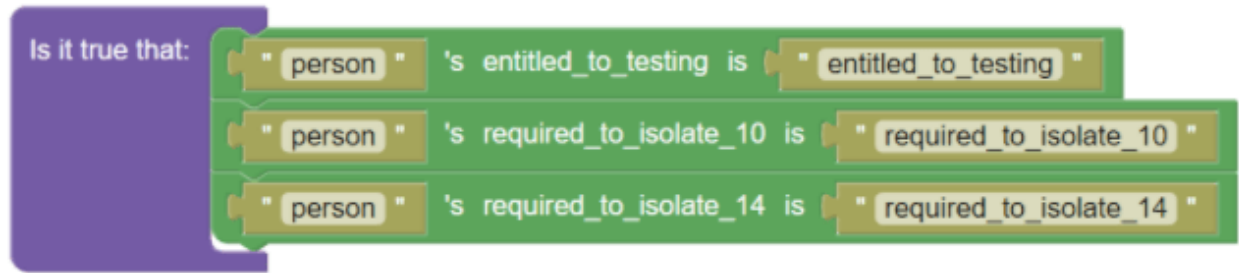 Is it true that: " person " 's entitled_to_testing is " entitled_to_testing "
" person " 's required_to_isolate_10 is " required_to_isolate_10 "
" person " 's required_to_isolate_14 is " required_to_isolate_14 "